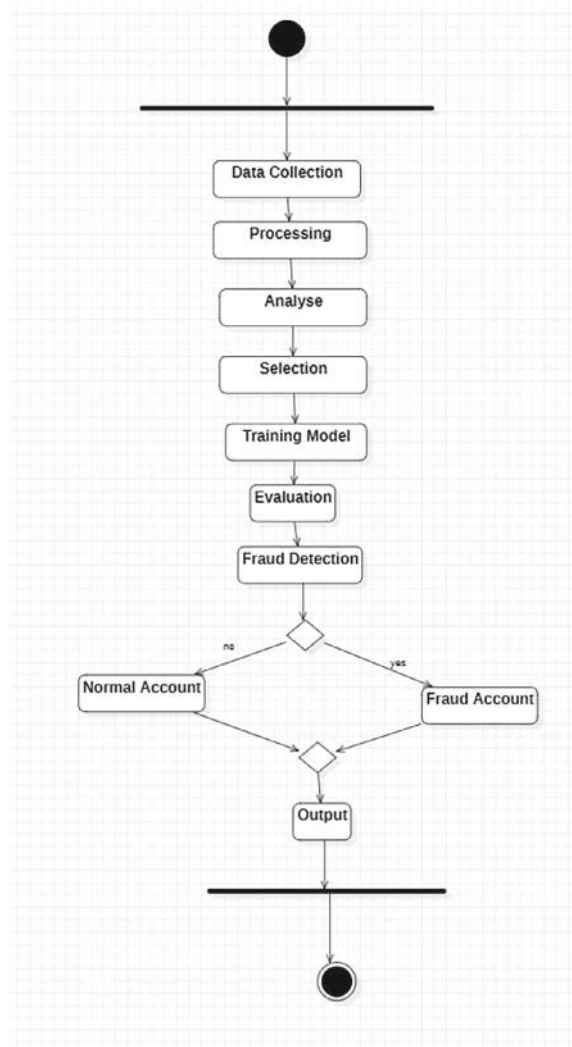 Data Collection
Processing
Analyse
Selection
Training Model
Evaluation
Fraud Detection
no
yes
Normal Account
Fraud Account
Output